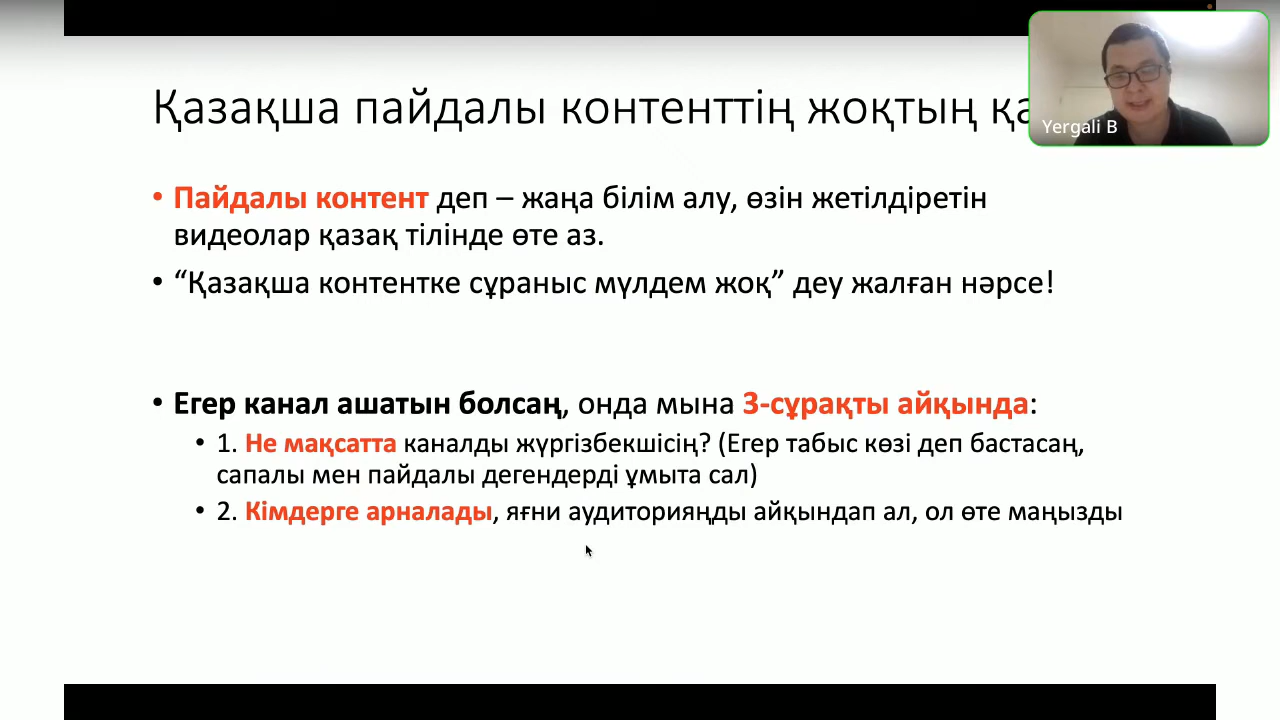 Қазақша пайдалы контенттің жоқтың қа
Yergali B
• Пайдалы контент деп – жаңа білім алу, өзін жетілдіретін
видеолар қазақ тілінде өте аз.
• “Қазақша контентке сұраныс мүлдем жоқ” деу жалған нәрсе!
• Егер канал ашатын болсаң, онда мына 3-сұрақты айқында:
• 1. Не мақсатта каналды жүргізбекшісің? (Егер табыс көзі деп бастасаң,
сапалы мен пайдалы дегендерді ұмыта сал)
• 2. Кімдерге арналады, яғни аудиторияңды айқындап ал, ол өте маңызды